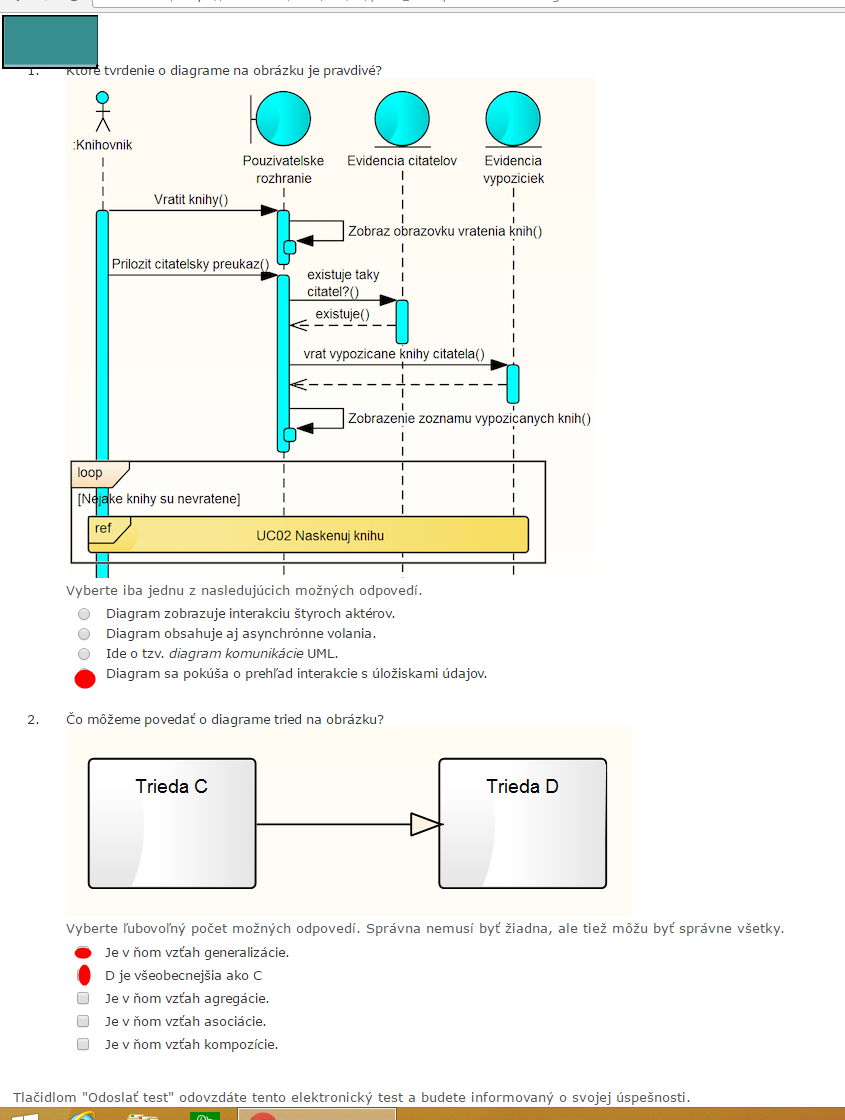 1. Ktoré tvrdenie o diagrame na obrázku je pravdivé?
:Knihovnik
Pouzivatelske
rozhranie
Evidencia citatelov
Evidencia
vypoziciek
Vratit knihy()
Zobraz obrazovku vratenia knih()
Prilozit citatelsky preukaz()
existuje taky
citatel?()
existuje()
vrat vypozicane knihy citatela()
Zobrazenie zoznamu vypozicanych knih()
loop
[Nejake knihy su nevratene]
ref
UC02 Naskenuj knihu
Vyberte iba jednu z nasledujúcich možných odpovedí.
Diagram zobrazuje interakciu štyroch aktérov.
Diagram obsahuje aj asynchrónne volania.
Ide o tzv. diagram komunikácie UML.
Diagram sa pokúša o prehľad interakcie s úložiskami údajov.
2. Čo môžeme povedať o diagrame tried na obrázku?
Trieda C
Trieda D
Vyberte ľubovoľný počet možných odpovedí. Správna nemusí byť žiadna, ale tiež môžu byť správne všetky.
Je v ňom vzťah generalizácie.
D je všeobecnejšia ako C
Je v ňom vzťah agregácie.
Je v ňom vzťah asociácie.
Je v ňom vzťah kompozície.
Tlačidlom "Odoslať test" odovzdáte tento elektronický test a budete informovaný o svojej úspešnosti.